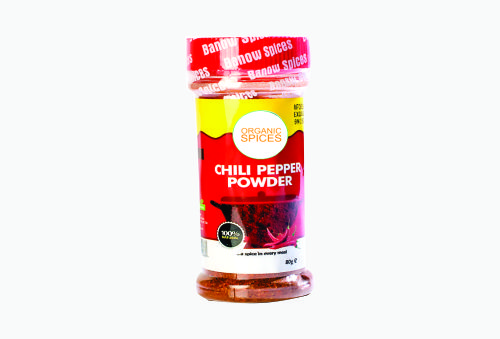 Banow Spices
Banow Spices
Banow Spices
ORGANIC
SPICES
CHILI PEPPER
POWDER
100%
spice in every meal
80g e